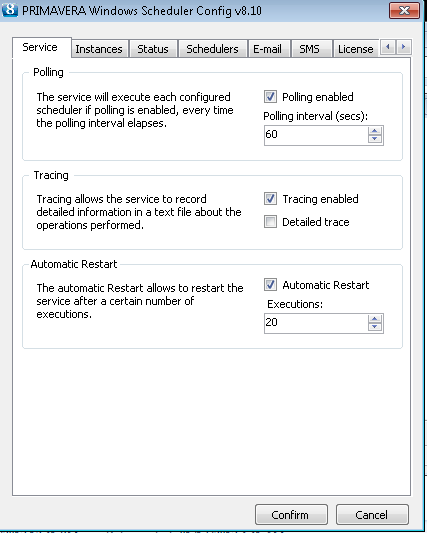 PRIMAVERA Windows Scheduler Config v8.10
Service Instances Status Schedulers E-mail SMS License
Polling
The service will execute each configured
scheduler if polling is enabled, every time
the polling interval elapses.
Polling enabled
Polling interval (secs):
60
Tracing
Tracing allows the service to record
detailed information in a text file about the
operations performed.
Tracing enabled
Detailed trace
Automatic Restart
The automatic Restart allows to restart the
service after a certain number of
executions.
Automatic Restart
Executions:
20
Confirm Cancel